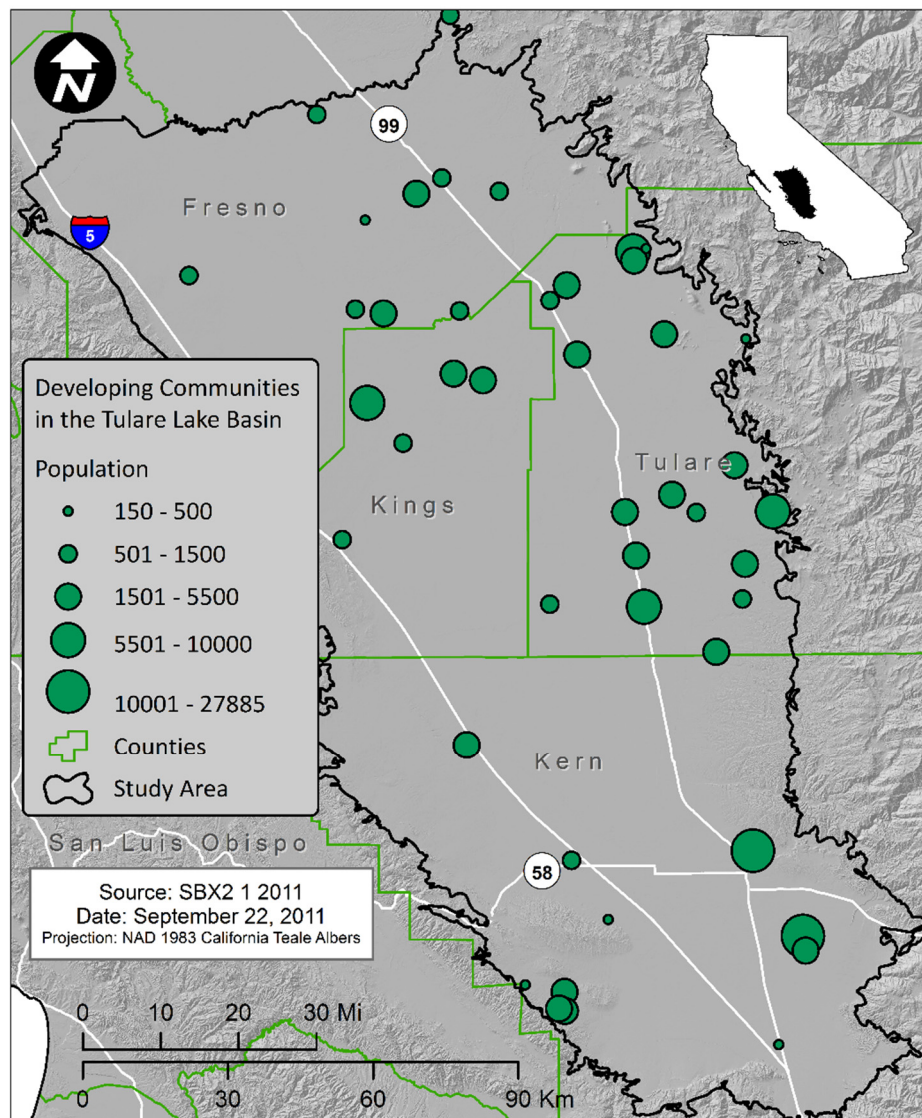 N
99
Fresno
5
Developing Communities
in the Tulare Lake Basin
Population
150 - 500
501 - 1500
1501 - 5500
5501 - 10000
10001 - 27885
Counties
Study Area
Tulare
Kings
Kern
San Luis Obispo
58
Source: SBX2 1 2011
Date: September 22, 2011
Projection: NAD 1983 California Teale Albers
0 10 20 30 Mi
0 30 60 90 Km